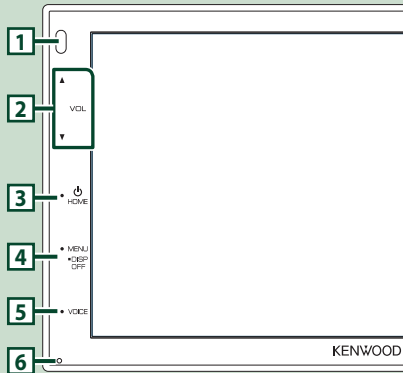 1
2
VOL
3
HOME
4
MENU
•DISP
OFF
5
VOICE
6
KENWOOD